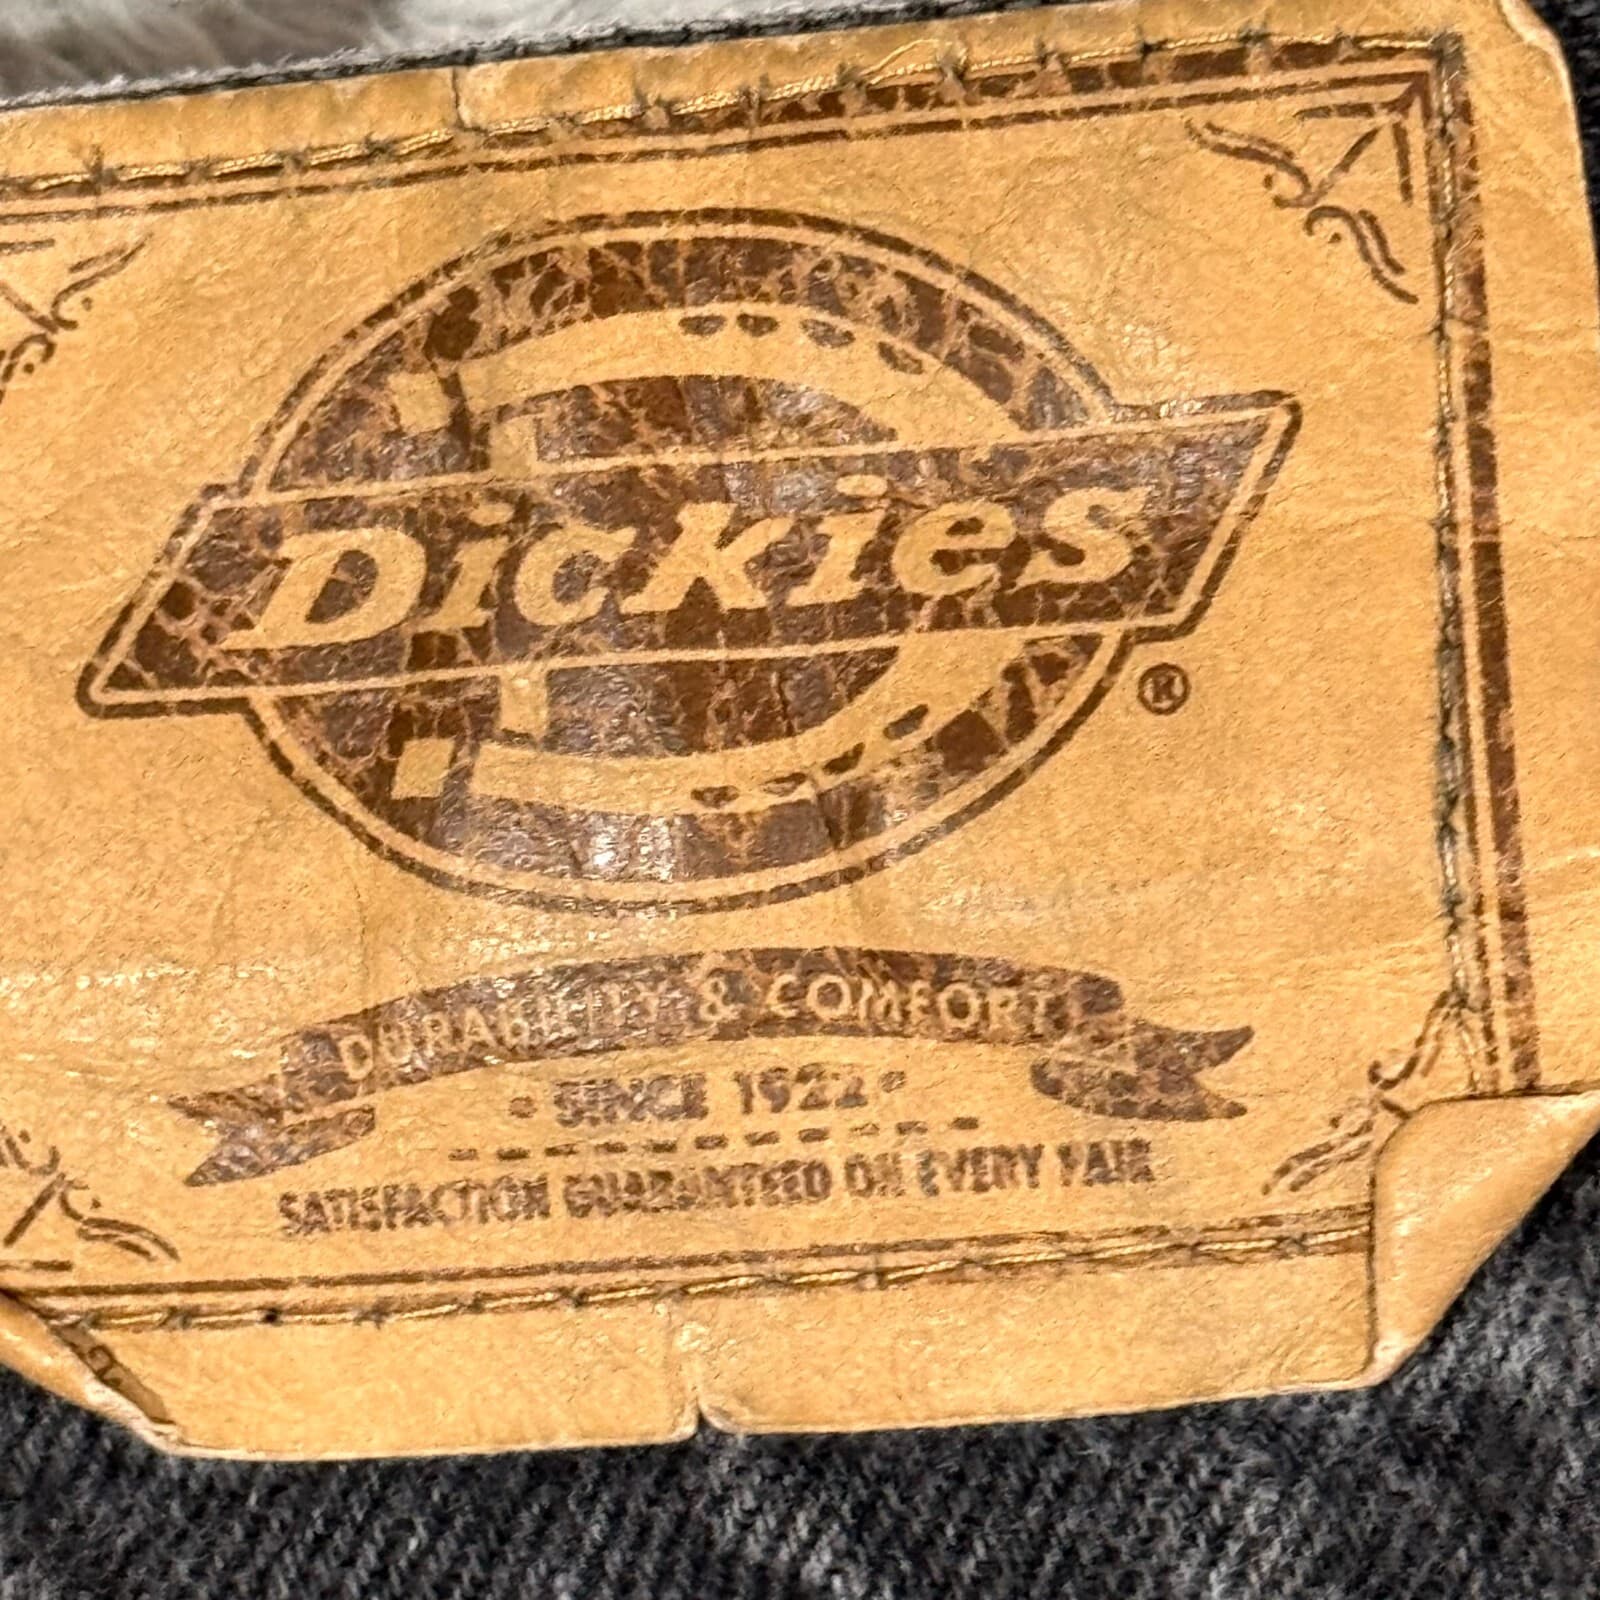 Dickies
®
DURABILITY & COMFORT
• SINCE 1922 •
SATISFACTION GUARANTEED ON EVERY PAIR